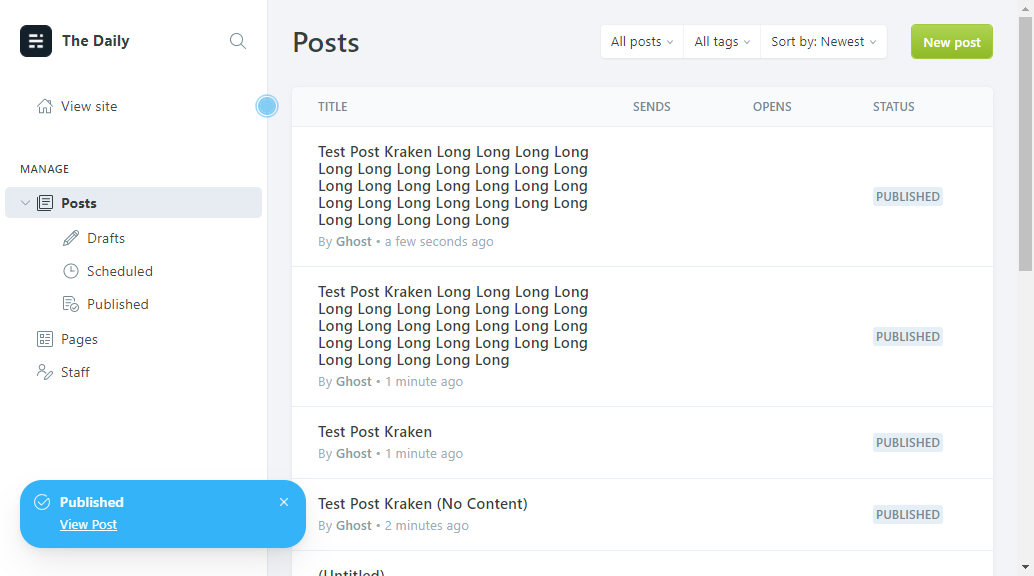 The Daily
View site
MANAGE
Posts
Drafts
Scheduled
Published
Pages
Staff
Published
View Post
Posts
All posts
All tags
Sort by: Newest
New post
TITLE SENDS OPENS STATUS
Test Post Kraken Long Long Long Long
Long Long Long Long Long Long Long
Long Long Long Long Long Long Long
Long Long Long Long Long Long Long
Long Long Long Long Long
By Ghost • a few seconds ago
PUBLISHED
Test Post Kraken Long Long Long Long
Long Long Long Long Long Long Long
Long Long Long Long Long Long Long
Long Long Long Long Long Long Long
Long Long Long Long Long
By Ghost • 1 minute ago
PUBLISHED
Test Post Kraken
By Ghost • 1 minute ago
PUBLISHED
Test Post Kraken (No Content)
By Ghost • 2 minutes ago
PUBLISHED
(Untitled)